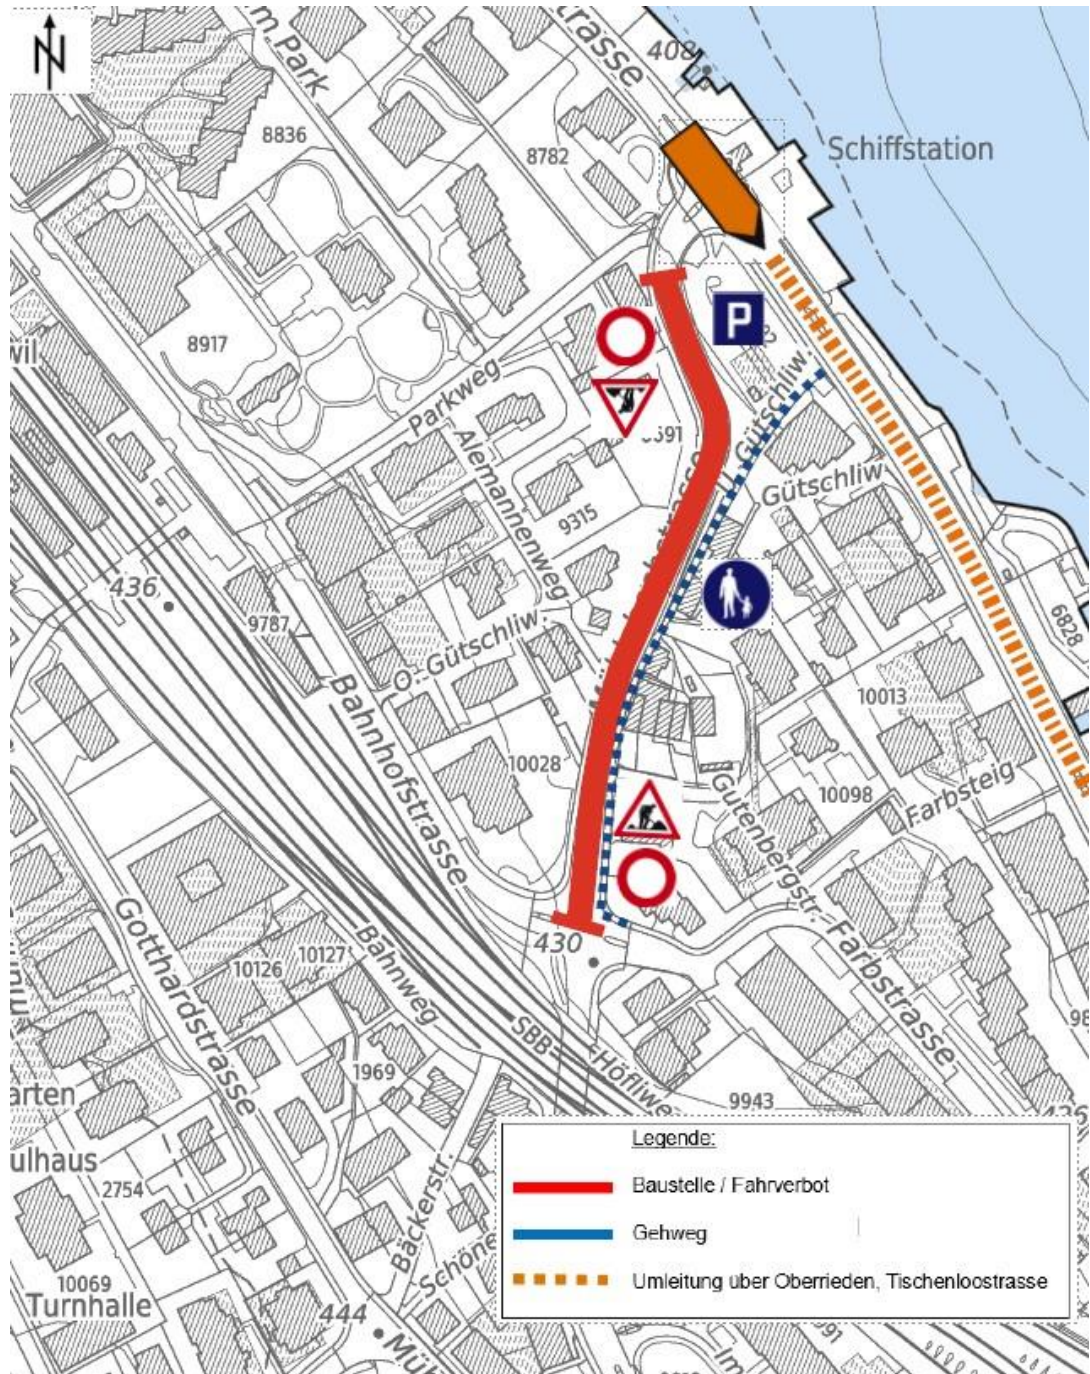 N
m Park
strasse
408
8836
8782
Schiffstation
P
8917
wil
Parkweg
Gütschliw.
Alemannenweg
Gütschliw
9315
436
9787
O.-Gütschliw.
6828
10013
Bahnhofstrasse
10028
10098
Farbsteig
Gutenbergstr.
Farbstrasse
430
Gotthardstrasse
10127
10126
Bahnweg
SBB
Höfliwe
1969
9943
arten
ulhaus
2754
Bäckerstr.
Schöne
10069
Turnhalle
444
Legende:
Baustelle / Fahrverbot
Gehweg
Umleitung über Oberrieden, Tischenloostrasse